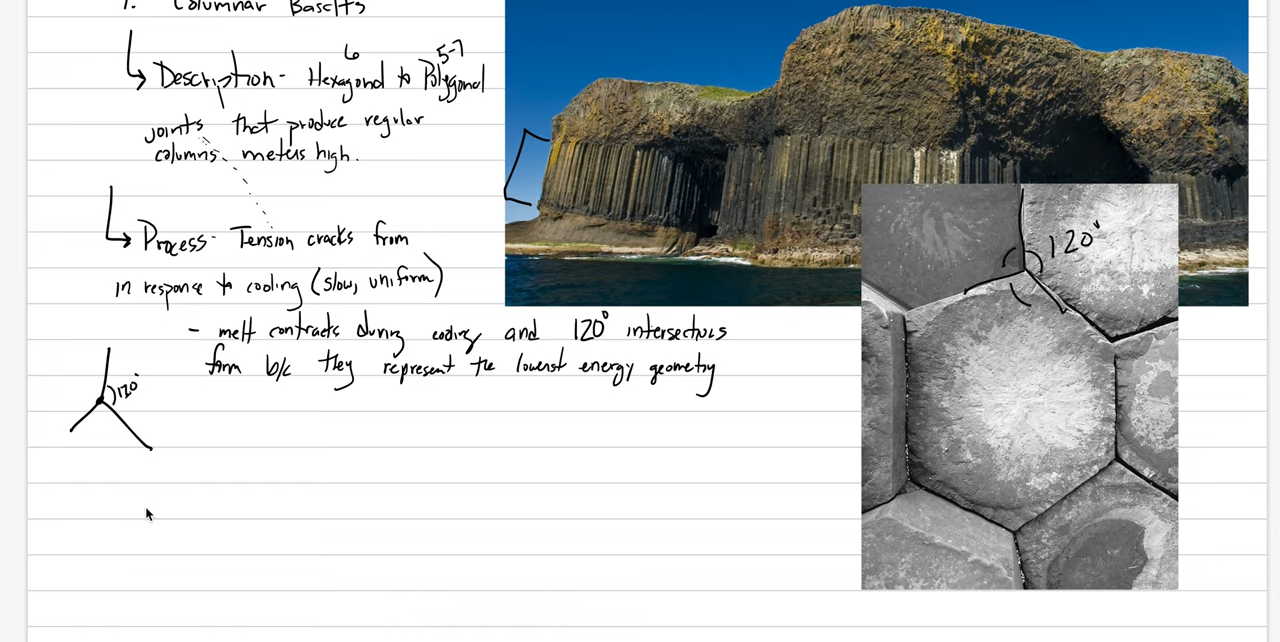 1. Columnar Basalts
6 5-7
Description - Hexagonal to Polygonal
joints that produce regular
columns. meters high.
Process - Tension cracks from
in response to cooling (slow, uniform)
- melt contracts during cooling and 120° intersections
form b/c they represent the lowest energy geometry
120°
120°